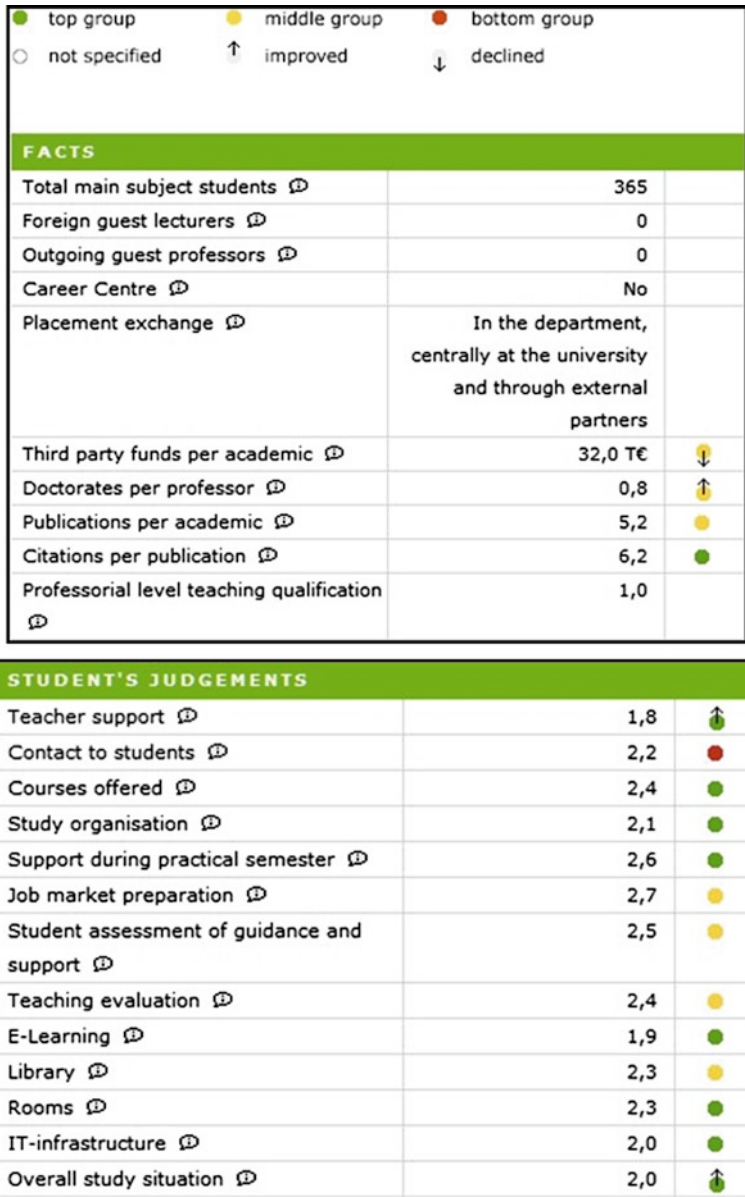 top group middle group bottom group
not specified improved declined
FACTS
Total main subject students 365
Foreign guest lecturers 0
Outgoing guest professors 0
Career Centre No
Placement exchange In the department,
centrally at the university
and through external
partners
Third party funds per academic 32,0 T€
Doctorates per professor 0,8
Publications per academic 5,2
Citations per publication 6,2
Professorial level teaching qualification 1,0
STUDENT'S JUDGEMENTS
Teacher support 1,8
Contact to students 2,2
Courses offered 2,4
Study organisation 2,1
Support during practical semester 2,6
Job market preparation 2,7
Student assessment of guidance and 2,5
support
Teaching evaluation 2,4
E-Learning 1,9
Library 2,3
Rooms 2,3
IT-infrastructure 2,0
Overall study situation 2,0